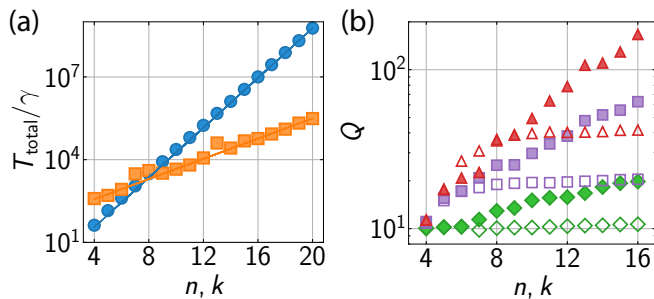 (a)
T_total/γ
10^7
10^4
10^1
4 8 12 16 20
n, k
(b)
Q
10^2
10^1
4 8 12 16
n, k